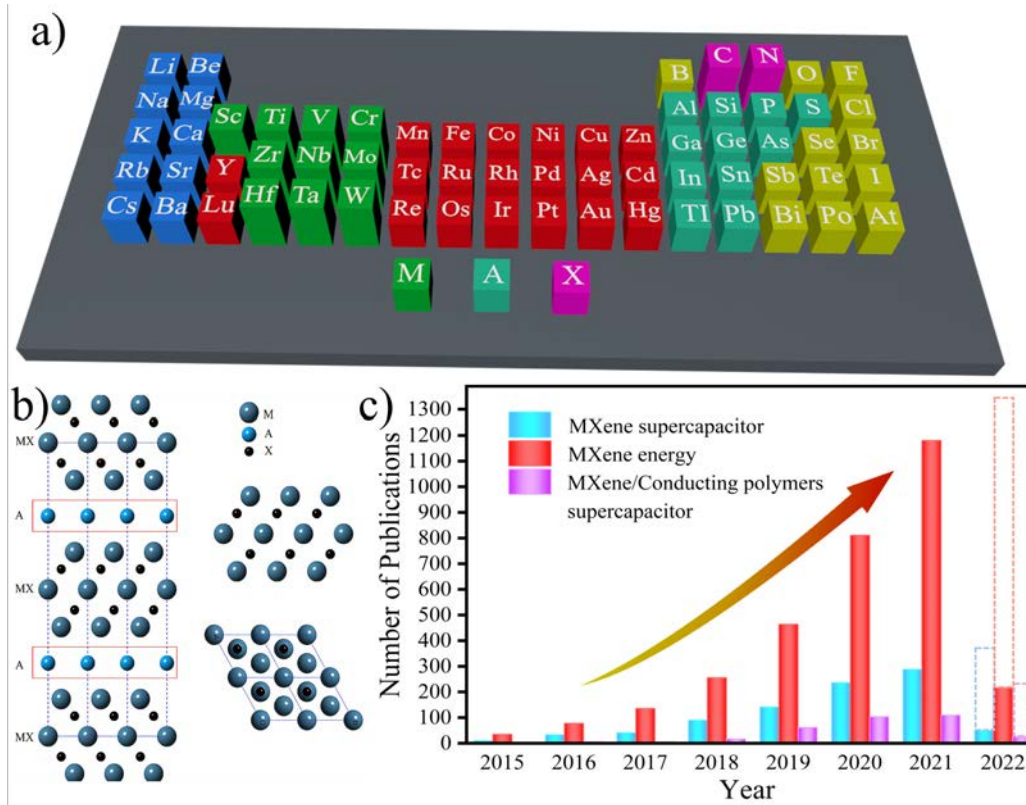 a)
Li Be B C N O F
Na Mg Al Si P S Cl
K Ca Sc Ti V Cr Mn Fe Co Ni Cu Zn Ga Ge As Se Br
Rb Sr Y Zr Nb Mo Tc Ru Rh Pd Ag Cd In Sn Sb Te I
Cs Ba Lu Hf Ta W Re Os Ir Pt Au Hg Tl Pb Bi Po At
M A X
b)
M
A
X
MX
A
MX
A
MX
c)
MXene supercapacitor
MXene energy
MXene/Conducting polymers
supercapacitor
Number of Publications
1300
1200
1100
1000
900
800
700
600
500
400
300
200
100
0
2015 2016 2017 2018 2019 2020 2021 2022
Year